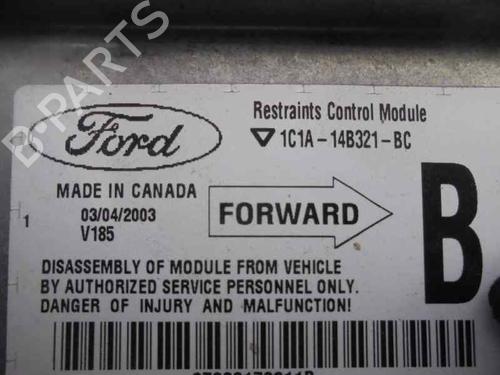 Ford
Restraints Control Module
1C1A-14B321-BC
MADE IN CANADA
03/04/2003
V185
FORWARD
B
1
DISASSEMBLY OF MODULE FROM VEHICLE
BY AUTHORIZED SERVICE PERSONNEL ONLY.
DANGER OF INJURY AND MALFUNCTION!
B-PARTS